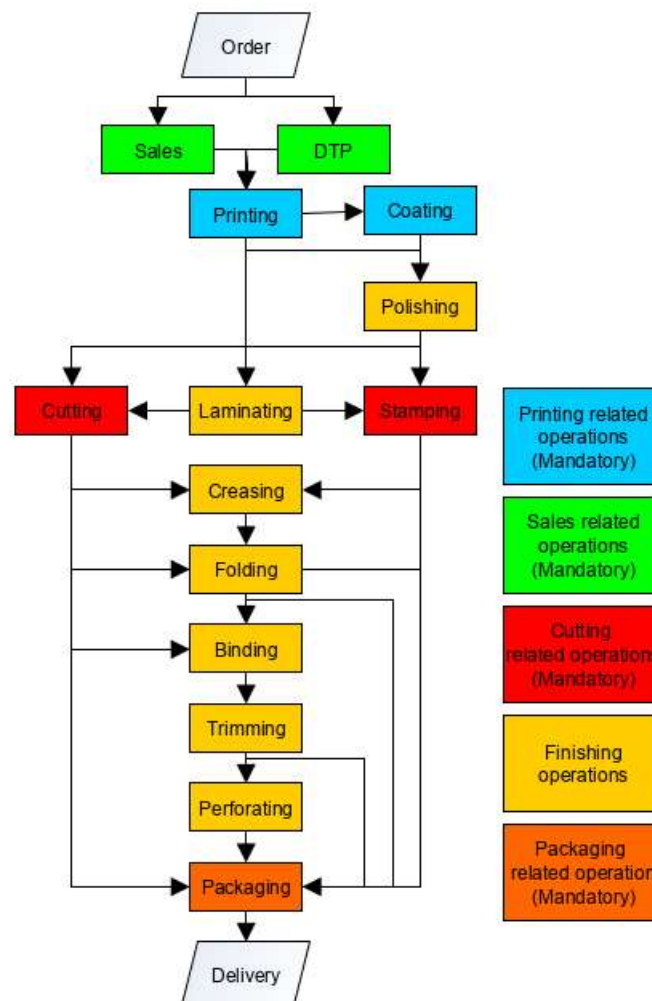 Order
Sales
DTP
Printing
Coating
Polishing
Cutting
Laminating
Stamping
Creasing
Folding
Binding
Trimming
Perforating
Packaging
Delivery
Printing related
operations
(Mandatory)
Sales related
operations
(Mandatory)
Cutting
related operations
(Mandatory)
Finishing
operations
Packaging
related operation
(Mandatory)